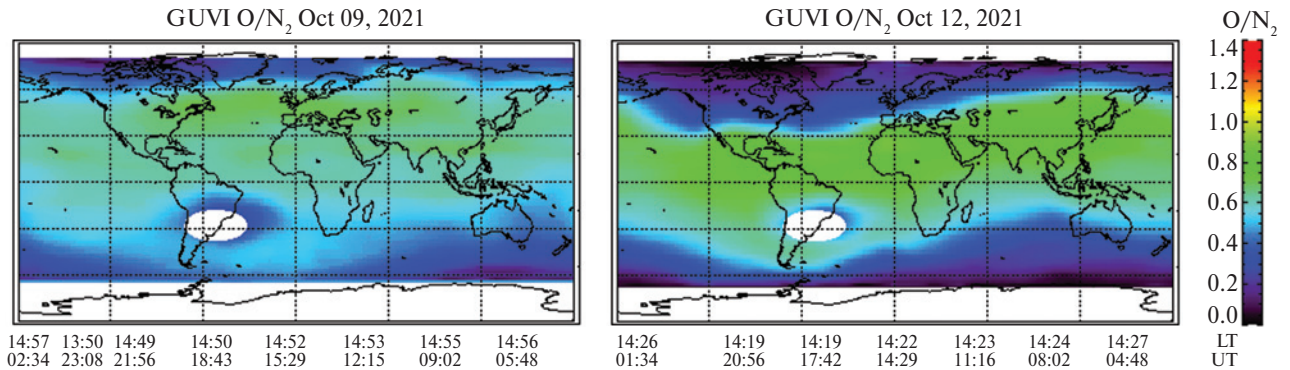 GUVI O/N2 Oct 09, 2021
GUVI O/N2 Oct 12, 2021
O/N2
1.4
1.2
1.0
0.8
0.6
0.4
0.2
0.0
14:57 13:50 14:49 14:50 14:52 14:53 14:55 14:56
02:34 23:08 21:56 18:43 15:29 12:15 09:02 05:48
14:26 14:19 14:19 14:22 14:23 14:24 14:27
01:34 20:56 17:42 14:29 11:16 08:02 04:48
LT
UT